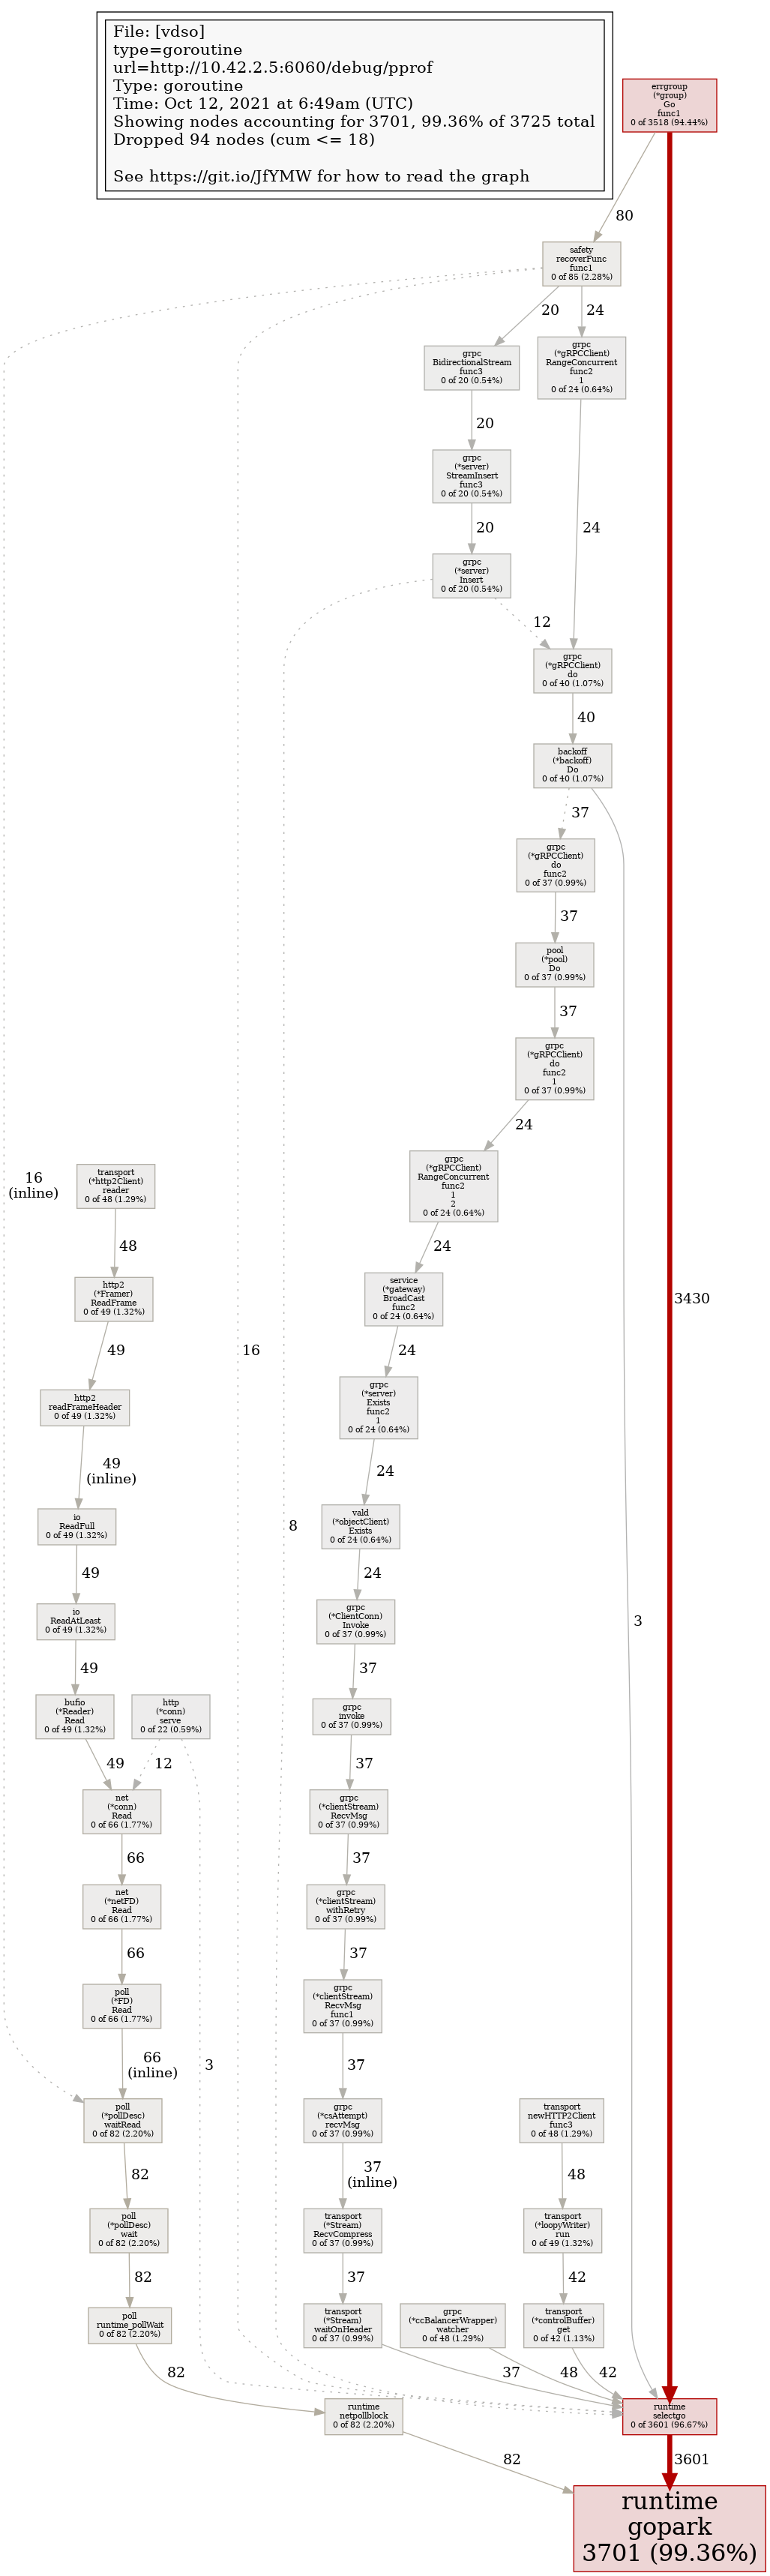 File: [vdso]
type=goroutine
url=http://10.42.2.5:6060/debug/pprof
Type: goroutine
Time: Oct 12, 2021 at 6:49am (UTC)
Showing nodes accounting for 3701, 99.36% of 3725 total
Dropped 94 nodes (cum <= 18)
See https://git.io/JfYMW for how to read the graph
errgroup
(*group)
Go
func1
0 of 3518 (94.44%)
80
safety
recoverFunc
func1
0 of 85 (2.28%)
20
24
grpc
BidirectionalStream
func3
0 of 20 (0.54%)
grpc
(*gRPCClient)
RangeConcurrent
func2
1
0 of 24 (0.64%)
20
grpc
(*server)
StreamInsert
func3
0 of 20 (0.54%)
20
24
grpc
(*server)
Insert
0 of 20 (0.54%)
12
grpc
(*gRPCClient)
do
0 of 40 (1.07%)
40
backoff
(*backoff)
Do
0 of 40 (1.07%)
37
grpc
(*gRPCClient)
do
func2
0 of 37 (0.99%)
37
pool
(*pool)
Do
0 of 37 (0.99%)
37
grpc
(*gRPCClient)
do
func2
1
0 of 37 (0.99%)
24
grpc
(*gRPCClient)
RangeConcurrent
func2
1
2
0 of 24 (0.64%)
16
(inline)
transport
(*http2Client)
reader
0 of 48 (1.29%)
48
24
http2
(*Framer)
ReadFrame
0 of 49 (1.32%)
service
(*gateway)
BroadCast
func2
0 of 24 (0.64%)
3430
49
16
24
http2
readFrameHeader
0 of 49 (1.32%)
grpc
(*server)
Exists
func2
1
0 of 24 (0.64%)
49
(inline)
24
io
ReadFull
0 of 49 (1.32%)
8
vald
(*objectClient)
Exists
0 of 24 (0.64%)
49
24
io
ReadAtLeast
0 of 49 (1.32%)
grpc
(*ClientConn)
Invoke
0 of 37 (0.99%)
3
49
37
bufio
(*Reader)
Read
0 of 49 (1.32%)
http
(*conn)
serve
0 of 22 (0.59%)
grpc
invoke
0 of 37 (0.99%)
49
12
37
net
(*conn)
Read
0 of 66 (1.77%)
grpc
(*clientStream)
RecvMsg
0 of 37 (0.99%)
66
37
net
(*netFD)
Read
0 of 66 (1.77%)
grpc
(*clientStream)
withRetry
0 of 37 (0.99%)
66
37
poll
(*FD)
Read
0 of 66 (1.77%)
grpc
(*clientStream)
RecvMsg
func1
0 of 37 (0.99%)
66
(inline)
3
37
poll
(*pollDesc)
waitRead
0 of 82 (2.20%)
grpc
(*csAttempt)
recvMsg
0 of 37 (0.99%)
transport
newHTTP2Client
func3
0 of 48 (1.29%)
82
37
(inline)
48
poll
(*pollDesc)
wait
0 of 82 (2.20%)
transport
(*Stream)
RecvCompress
0 of 37 (0.99%)
transport
(*loopyWriter)
run
0 of 49 (1.32%)
82
37
42
poll
runtime_pollWait
0 of 82 (2.20%)
transport
(*Stream)
waitOnHeader
0 of 37 (0.99%)
grpc
(*ccBalancerWrapper)
watcher
0 of 48 (1.29%)
transport
(*controlBuffer)
get
0 of 42 (1.13%)
82
37
48
42
runtime
netpollblock
0 of 82 (2.20%)
runtime
selectgo
0 of 3601 (96.67%)
82
3601
runtime
gopark
3701 (99.36%)